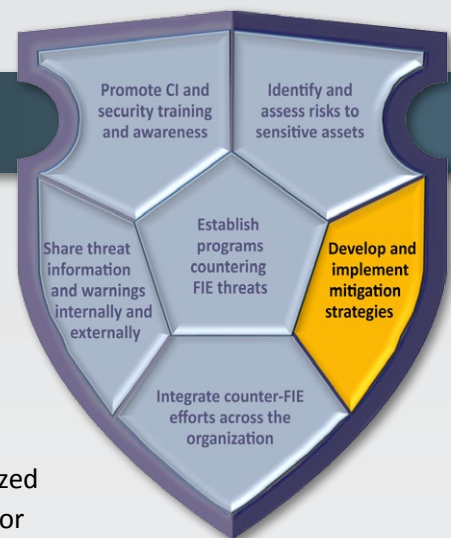 Promote CI and
security training
and awareness
Identify and
assess risks to
sensitive assets
Share threat
information
and warnings
internally and
externally
Establish
programs
countering
FIE threats
Develop and
implement
mitigation
strategies
Integrate counter-FIE
efforts across the
organization
zed
or